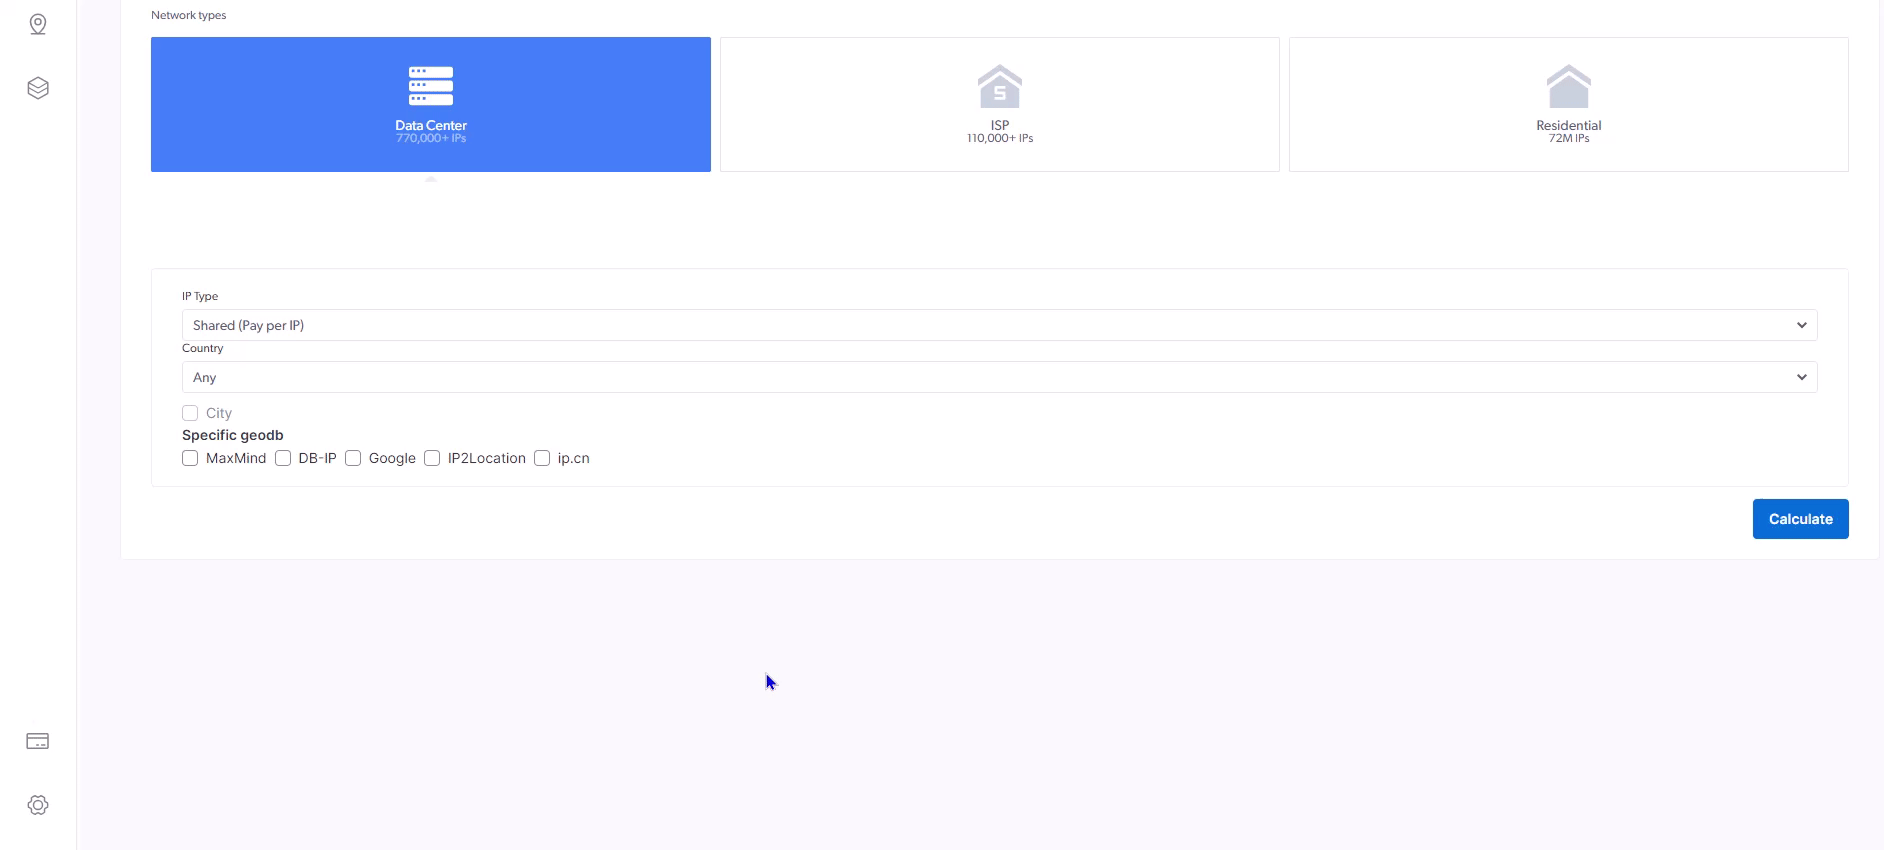 Network types
Data Center
770,000+ IPs
S
ISP
110,000+ IPs
Residential
72M IPs
IP Type
Shared (Pay per IP)
Country
Any
City
Specific geodb
MaxMind DB-IP Google IP2Location ip.cn
Calculate